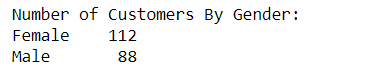 Number of Customers By Gender:
Female    112
Male       88